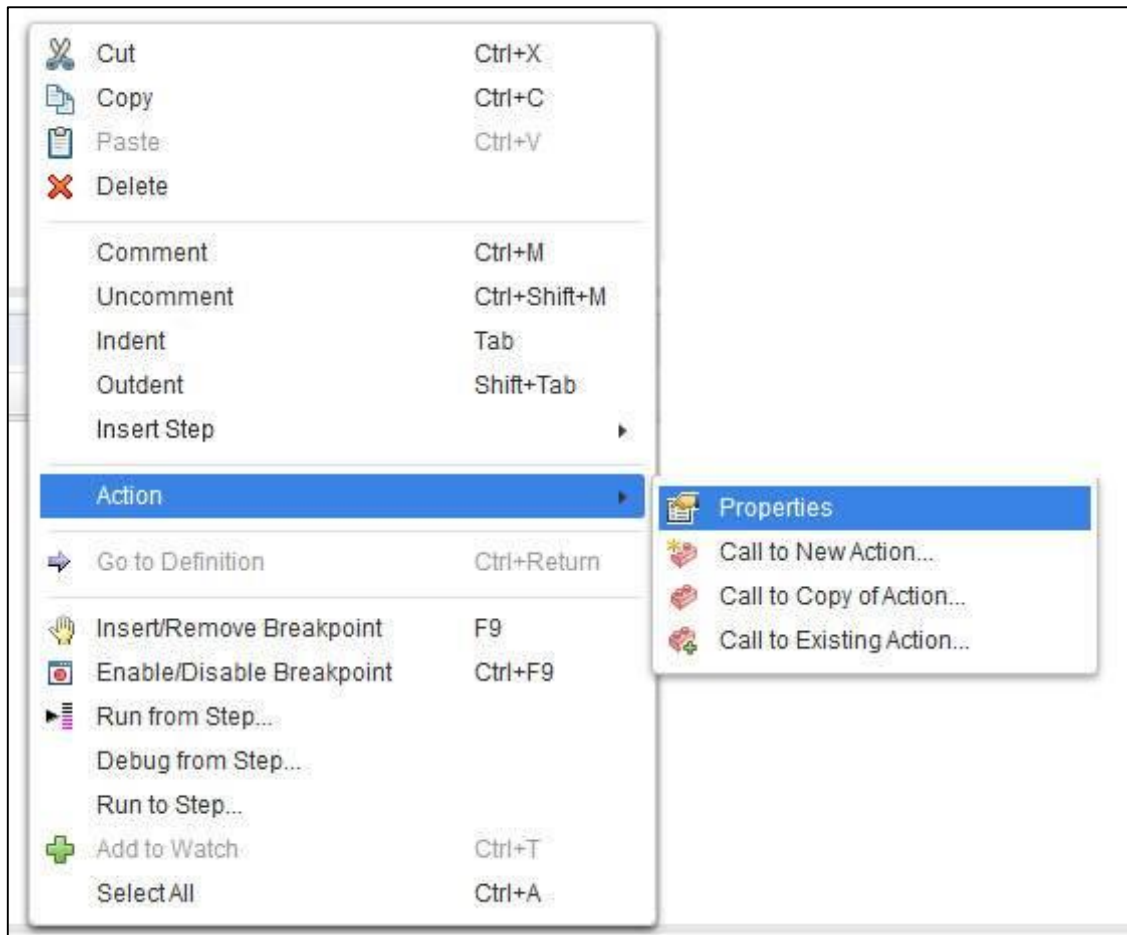 Cut Ctrl+X
Copy Ctrl+C
Paste Ctrl+V
Delete
Comment Ctrl+M
Uncomment Ctrl+Shift+M
Indent Tab
Outdent Shift+Tab
Insert Step
Action
Properties
Call to New Action...
Call to Copy of Action...
Call to Existing Action...
Go to Definition Ctrl+Return
Insert/Remove Breakpoint F9
Enable/Disable Breakpoint Ctrl+F9
Run from Step...
Debug from Step...
Run to Step...
Add to Watch Ctrl+T
Select All Ctrl+A